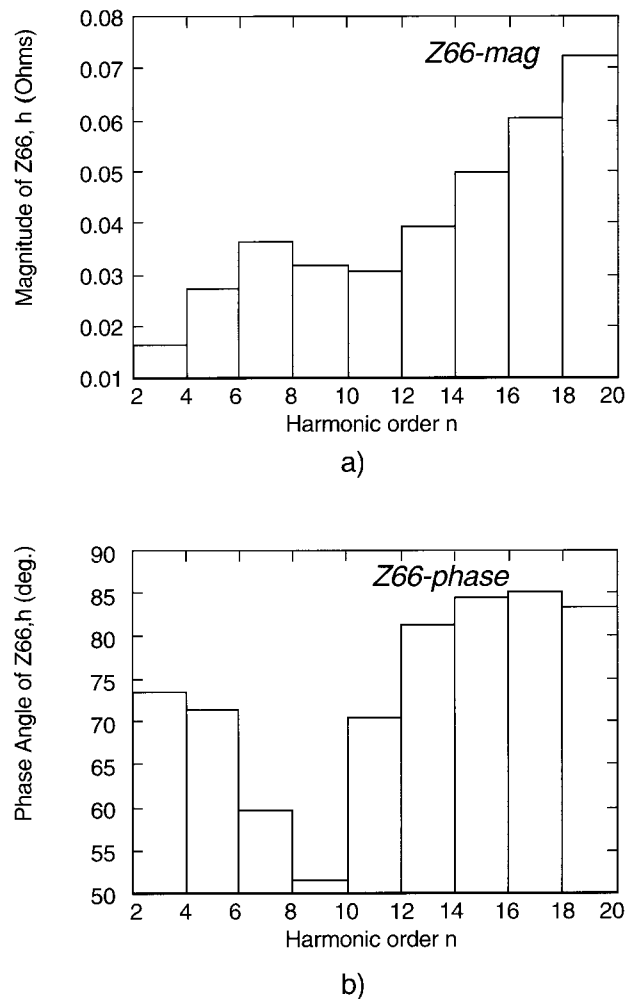 Z66-mag
Magnitude of Z66, h (Ohms)
0.08
0.07
0.06
0.05
0.04
0.03
0.02
0.01
2 4 6 8 10 12 14 16 18 20
Harmonic order n
a)
Z66-phase
Phase Angle of Z66,h (deg.)
90
85
80
75
70
65
60
55
50
2 4 6 8 10 12 14 16 18 20
Harmonic order n
b)